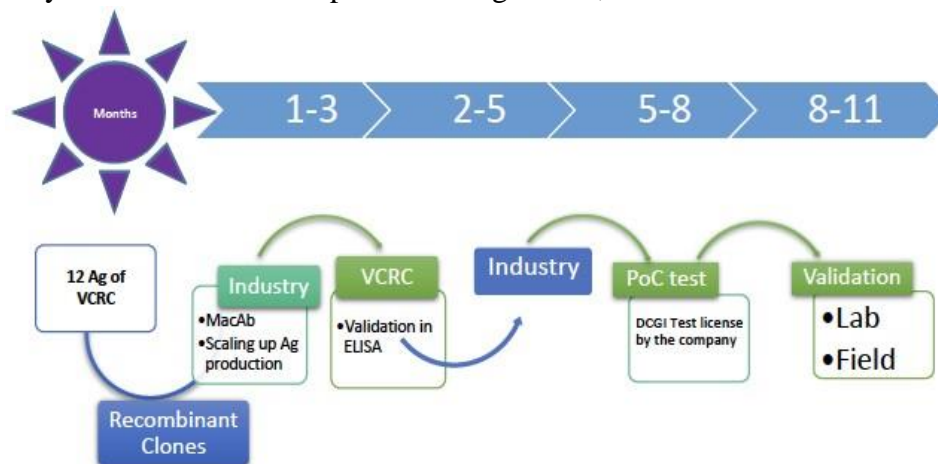 Months
1-3
2-5
5-8
8-11
12 Ag of
VCRC
Recombinant
Clones
Industry
•MacAb
•Scaling up Ag
production
VCRC
•Validation in
ELISA
Industry
PoC test
DCGI Test license
by the company
Validation
•Lab
•Field